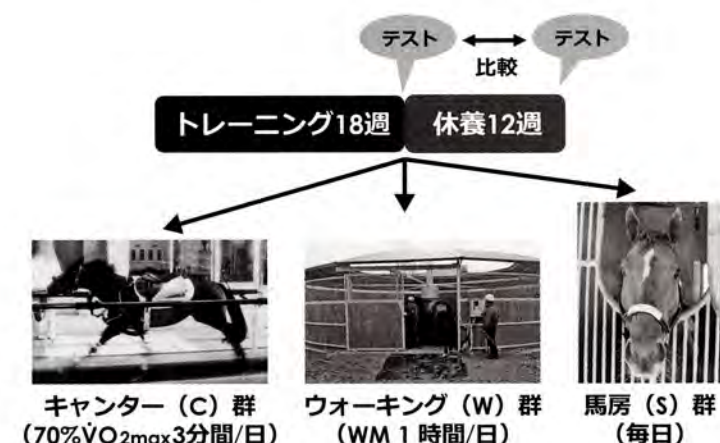 テスト
テスト
比較
トレーニング18週
休養12週
キャンター（C）群
（70%V̇O2max3分間/日）
ウォーキング（W）群
（WM 1 時間/日）
馬房（S）群
（毎日）